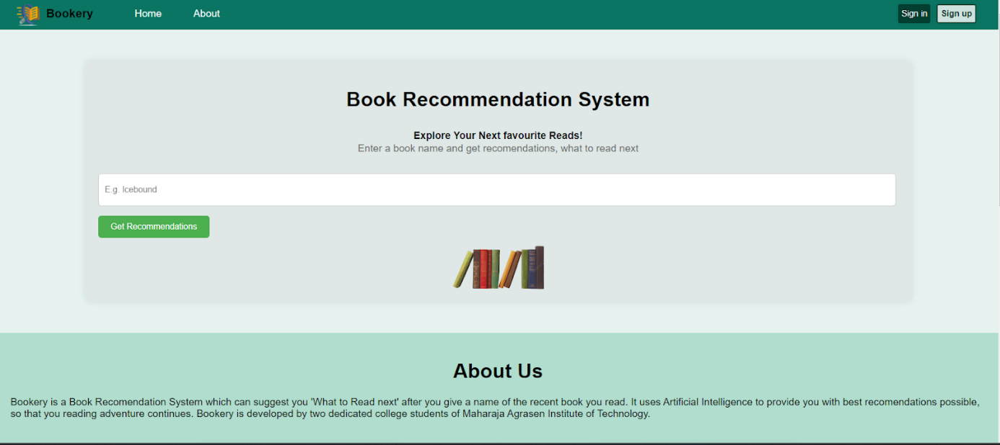 Bookery Home About Sign in Sign up
Book Recommendation System
Explore Your Next favourite Reads!
Enter a book name and get recomendations, what to read next
E.g. Icebound
Get Recommendations
About Us
Bookery is a Book Recomendation System which can suggest you 'What to Read next' after you give a name of the recent book you read. It uses Artificial Intelligence to provide you with best recomendations possible,
so that you reading adventure continues. Bookery is developed by two dedicated college students of Maharaja Agrasen Institute of Technology.